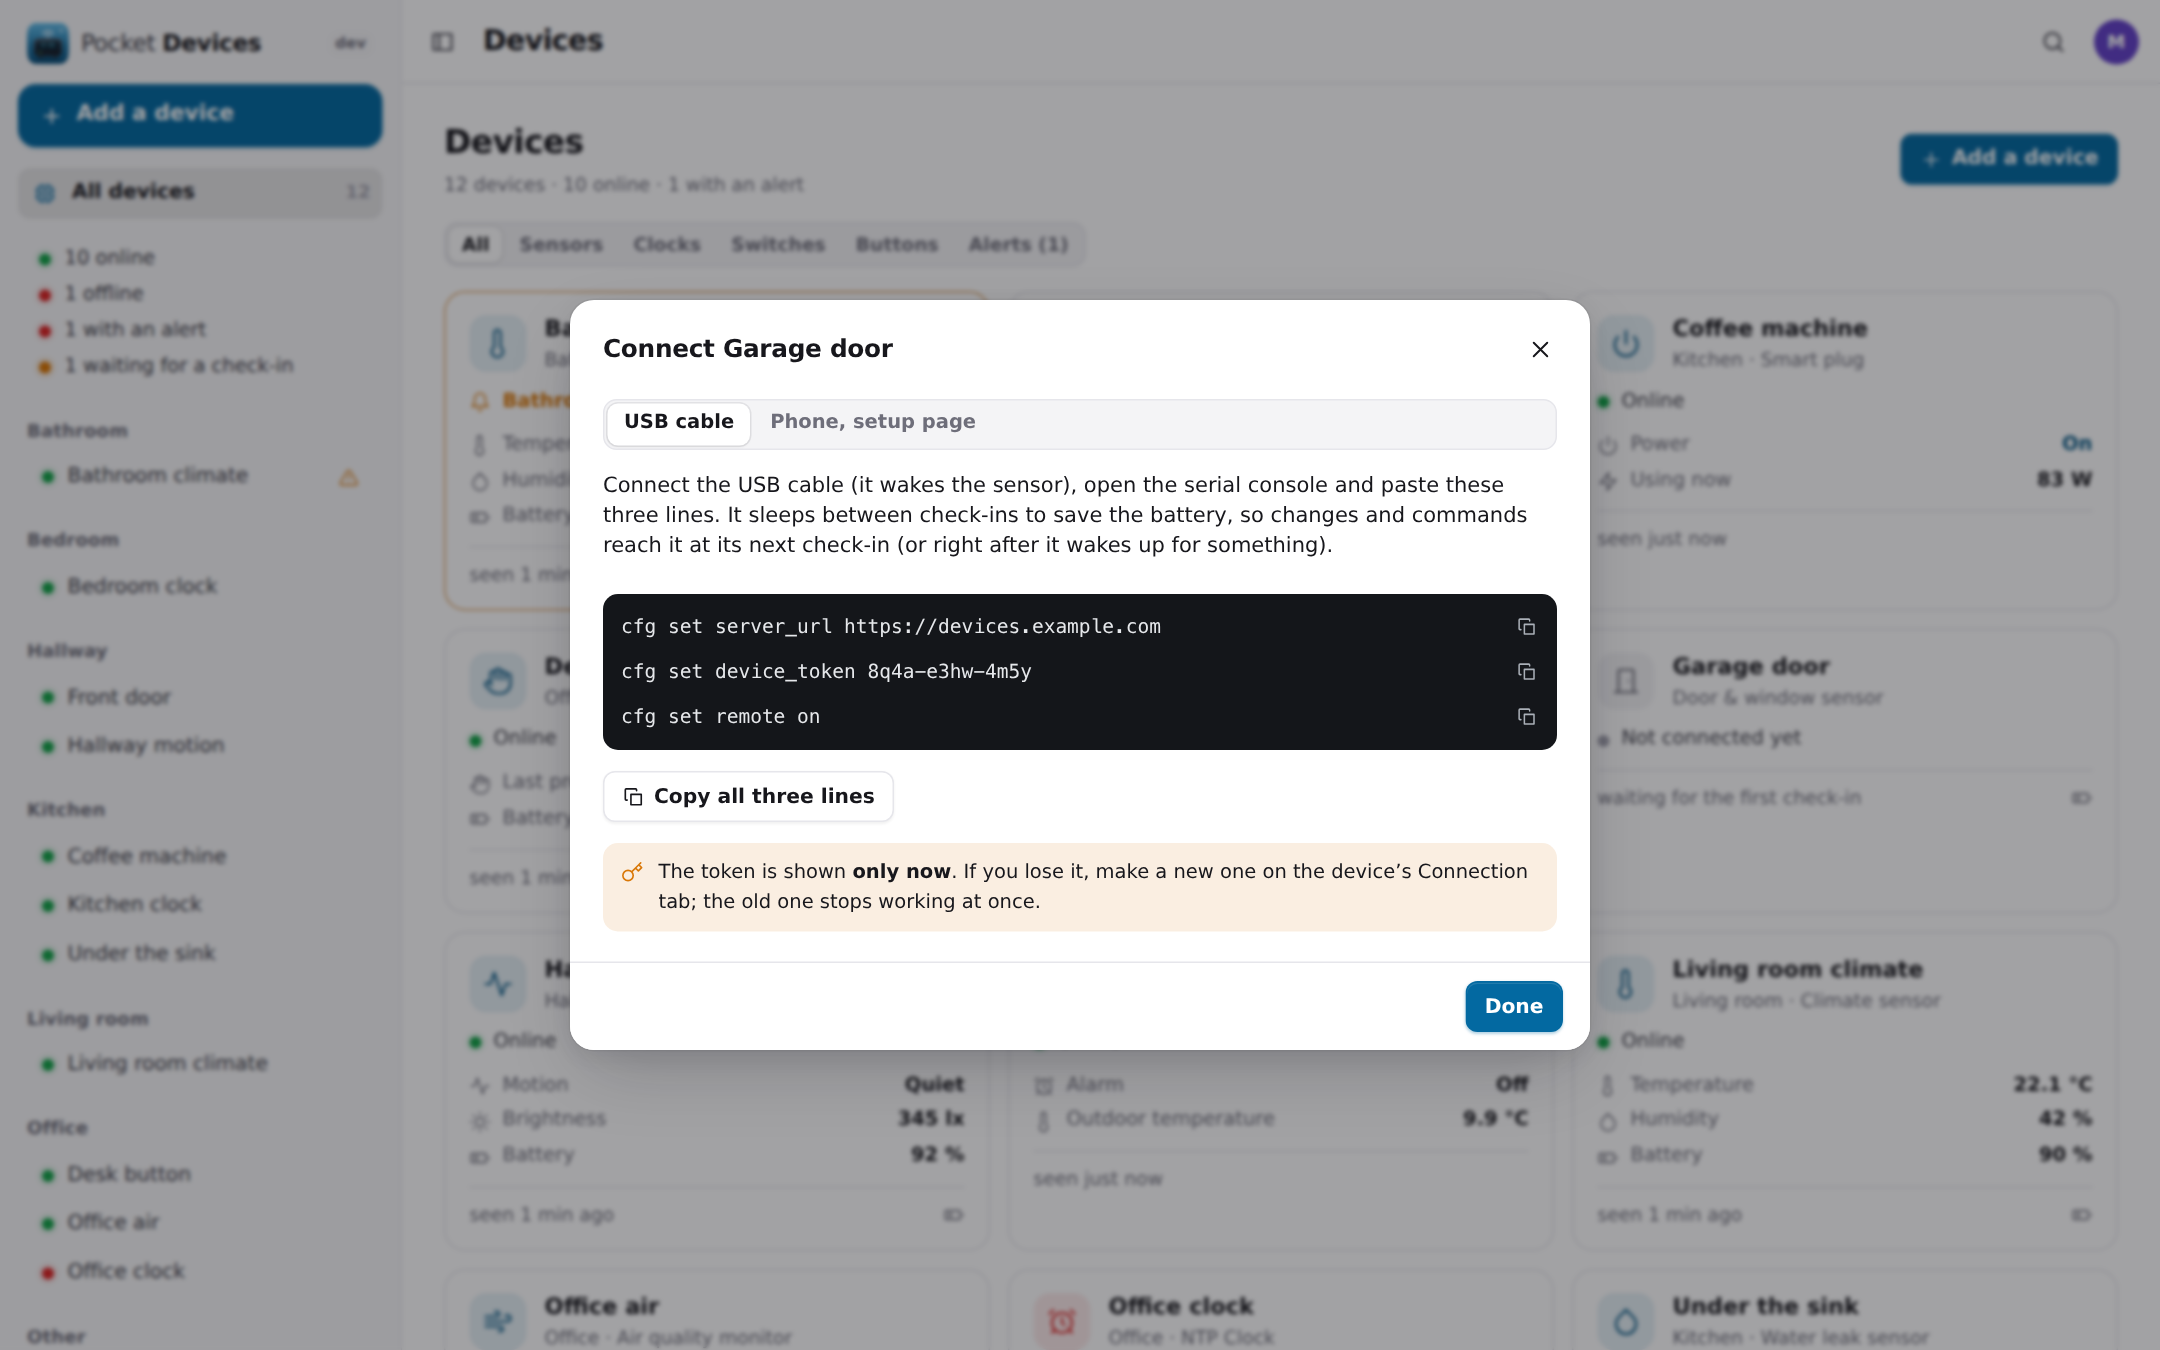 Pocket Devices
dev
Add a device
All devices
12
10 online
1 offline
1 with an alert
1 waiting for a check-in
Bathroom
Bathroom climate
Bedroom
Bedroom clock
Hallway
Front door
Hallway motion
Kitchen
Coffee machine
Kitchen clock
Under the sink
Living room
Living room climate
Office
Desk button
Office air
Office clock
Other
Devices
M
Devices
12 devices · 10 online · 1 with an alert
Add a device
All
Sensors
Clocks
Switches
Buttons
Alerts (1)
Connect Garage door
USB cable
Phone, setup page
Connect the USB cable (it wakes the sensor), open the serial console and paste these
three lines. It sleeps between check-ins to save the battery, so changes and commands
reach it at its next check-in (or right after it wakes up for something).
cfg set server_url https://devices.example.com
cfg set device_token 8q4a-e3hw-4m5y
cfg set remote on
Copy all three lines
The token is shown only now. If you lose it, make a new one on the device's Connection
tab; the old one stops working at once.
Done
Battery
seen 1 min
Coffee machine
Kitchen · Smart plug
Online
Power
On
Using now
83 W
seen just now
Online
Battery
seen 1 min
Garage door
Door & window sensor
Not connected yet
waiting for the first check-in
Online
Motion
Quiet
Brightness
345 lx
Battery
92 %
seen 1 min ago
Alarm
Off
Outdoor temperature
9.9 °C
seen just now
Living room climate
Living room · Climate sensor
Online
Temperature
22.1 °C
Humidity
42 %
Battery
90 %
seen 1 min ago
Office air
Office · Air quality monitor
Office clock
Office · NTP Clock
Under the sink
Kitchen · Water leak sensor